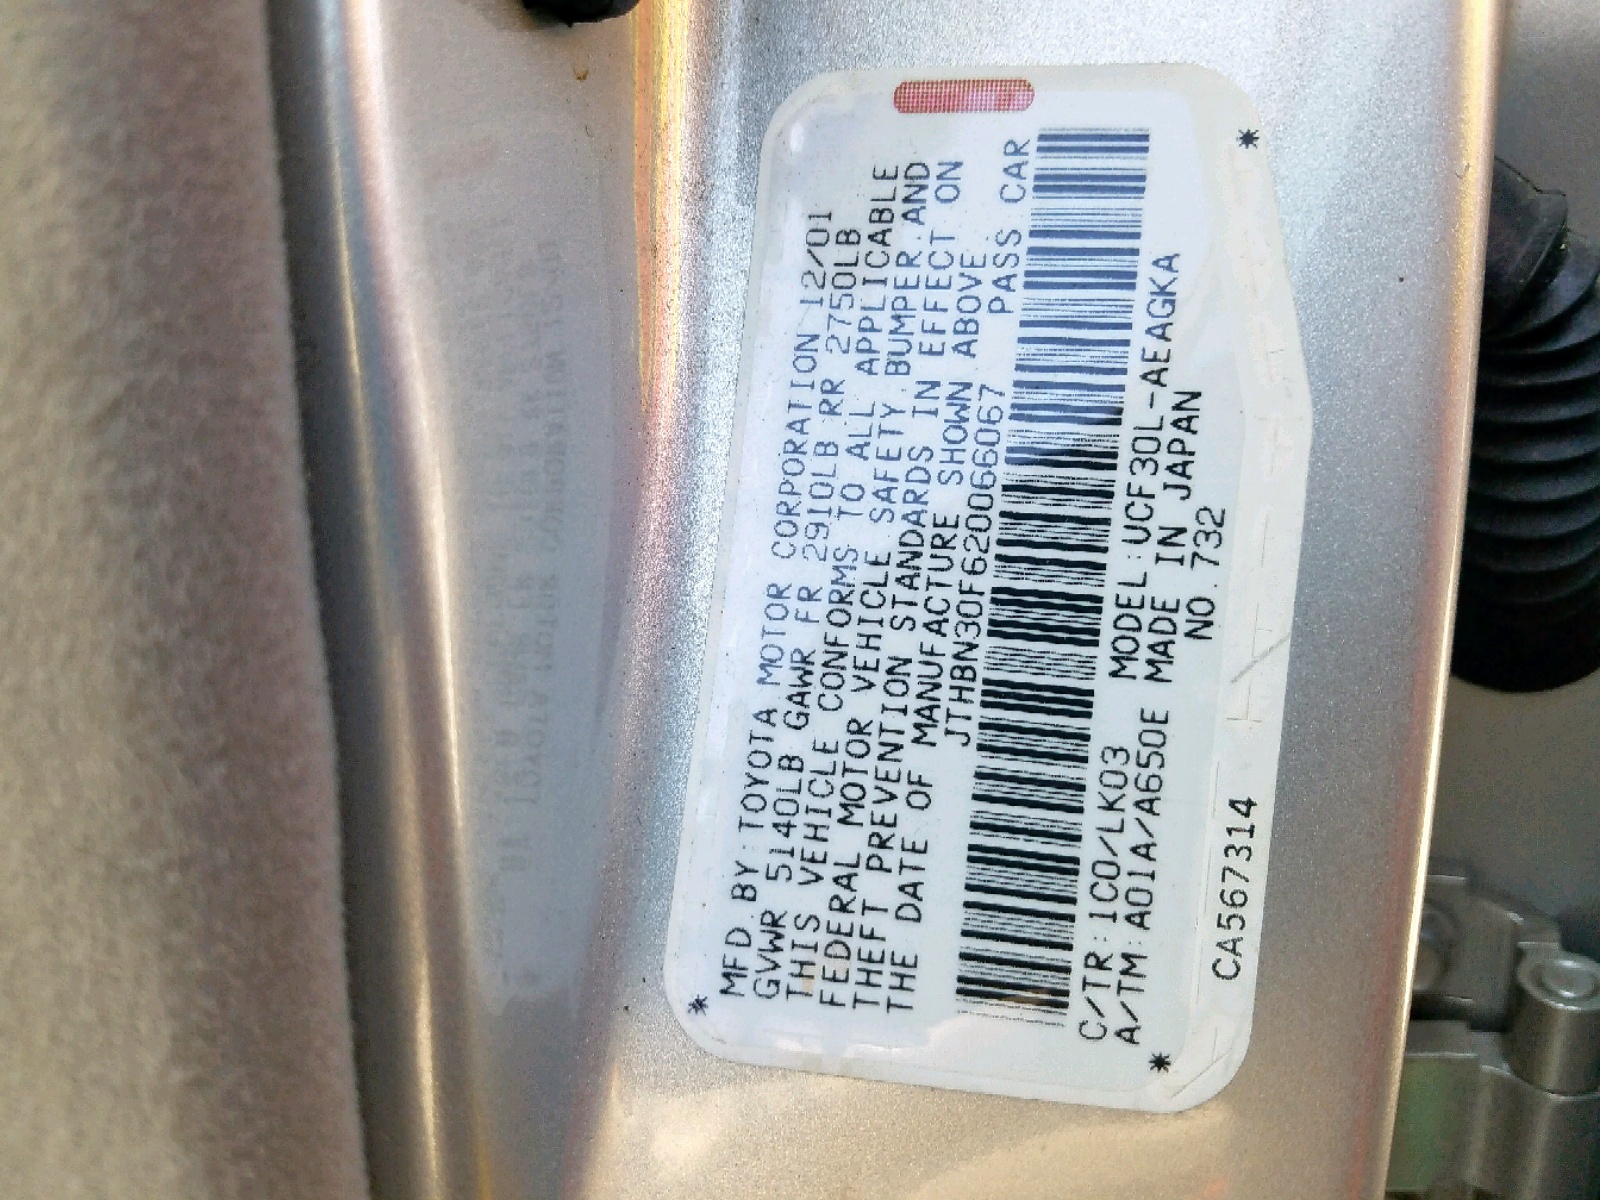 MFD.BY:TOYOTA MOTOR CORPORATION 12/01
GVWR 5140LB GAWR FR 2910LB RR 2750LB
THIS VEHICLE CONFORMS TO ALL APPLICABLE
FEDERAL MOTOR VEHICLE SAFETY, BUMPER, AND
THEFT PREVENTION STANDARDS IN EFFECT ON
THE DATE OF MANUFACTURE SHOWN ABOVE.
JTHBN30F620066067 PASS. CAR
C/TR:1C0/LK03 MODEL:UCF30L-AEAGKA
A/TM:A01A/A650E MADE IN JAPAN
NO.732
CA567314